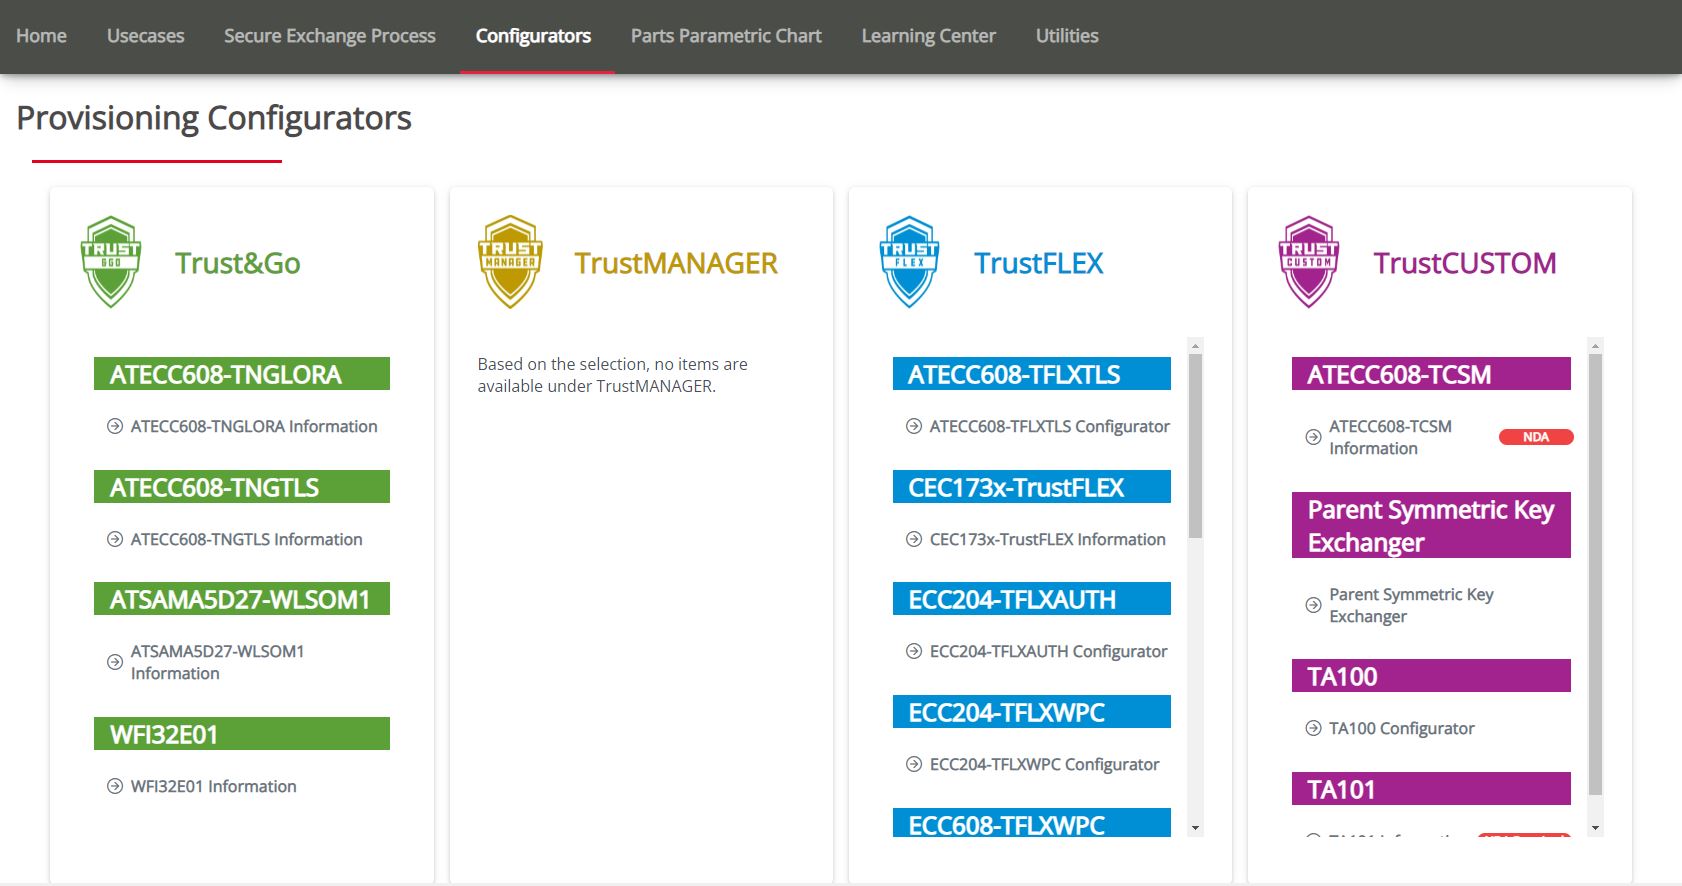 Home Usecases Secure Exchange Process Configurators Parts Parametric Chart Learning Center Utilities
Provisioning Configurators
TRUST
&GO
Trust&Go
ATECC608-TNGLORA
ATECC608-TNGLORA Information
ATECC608-TNGTLS
ATECC608-TNGTLS Information
ATSAMA5D27-WLSOM1
ATSAMA5D27-WLSOM1
Information
WFI32E01
WFI32E01 Information
TRUST
MANAGER
TrustMANAGER
Based on the selection, no items are
available under TrustMANAGER.
TRUST
FLEX
TrustFLEX
ATECC608-TFLXTLS
ATECC608-TFLXTLS Configurator
CEC173x-TrustFLEX
CEC173x-TrustFLEX Information
ECC204-TFLXAUTH
ECC204-TFLXAUTH Configurator
ECC204-TFLXWPC
ECC204-TFLXWPC Configurator
ECC608-TFLXWPC
TRUST
CUSTOM
TrustCUSTOM
ATECC608-TCSM
ATECC608-TCSM
Information
NDA
Parent Symmetric Key
Exchanger
Parent Symmetric Key
Exchanger
TA100
TA100 Configurator
TA101